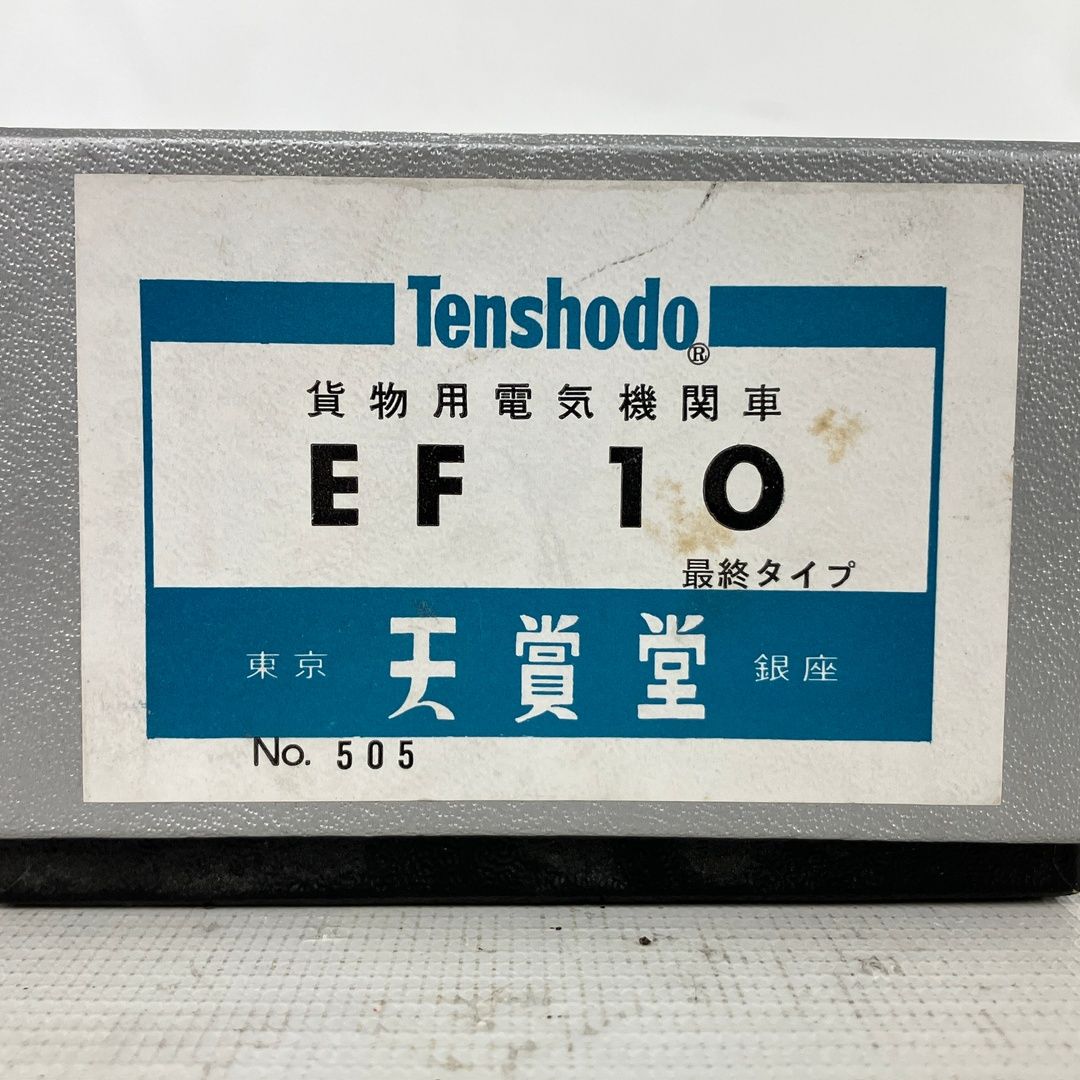 Tenshodo®
貨物用電気機関車
EF 10
最終タイプ
東京 天賞堂 銀座
No. 505